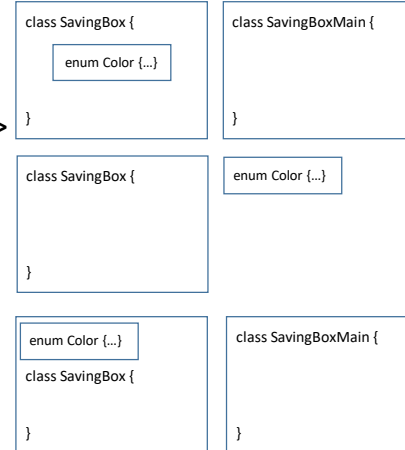 class SavingBox {
enum Color {…}
}
class SavingBoxMain {
}
>
class SavingBox {
}
enum Color {…}
enum Color {…}
class SavingBox {
}
class SavingBoxMain {
}